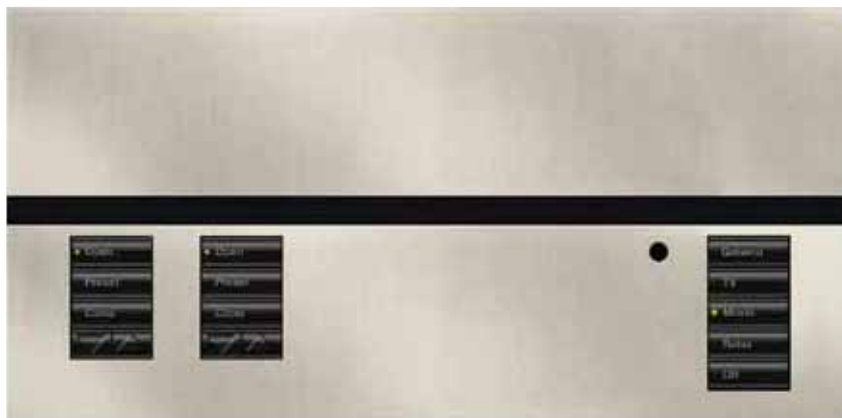 Open
Preset
Close
Open
Preset
Close
General
TV
Movie
Relax
Off